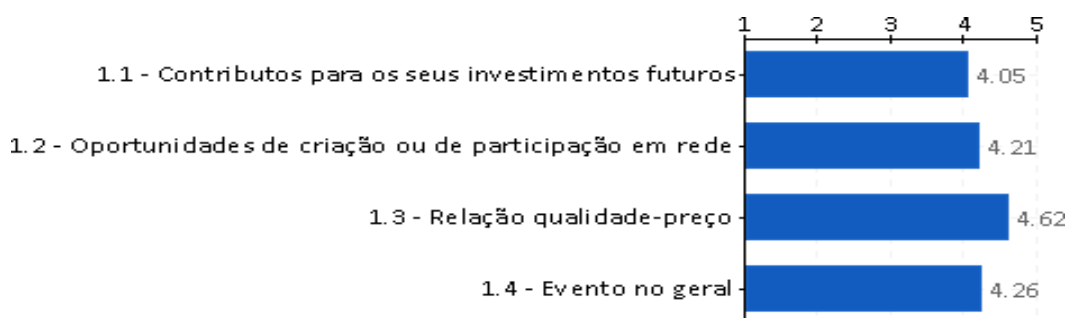 1 2 3 4 5
1.1 - Contributos para os seus investimentos futuros 4.05
1.2 - Oportunidades de criação ou de participação em rede 4.21
1.3 - Relação qualidade-preço 4.62
1.4 - Evento no geral 4.26